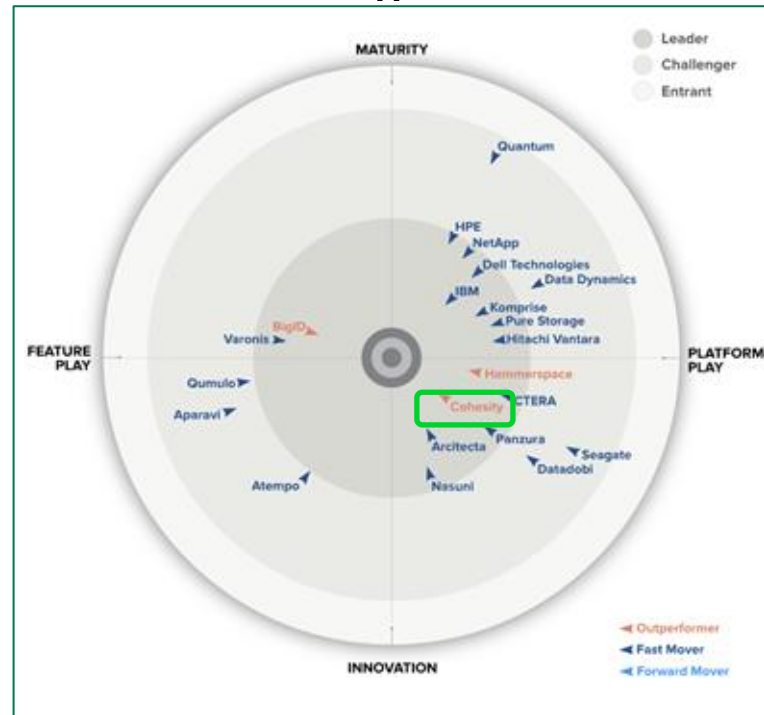 MATURITY
Leader
Challenger
Entrant
Quantum
HPE
NetApp
Dell Technologies
Data Dynamics
IBM
Komprise
Pure Storage
BigID
Varonis
Hitachi Vantara
FEATURE
PLAY
PLATFORM
PLAY
Hammerspace
Qumulo
CTERA
Cohesity
Aparavi
Panzura
Arcitecta
Seagate
Datadobi
Atempo
Nasuni
Outperformer
Fast Mover
Forward Mover
INNOVATION